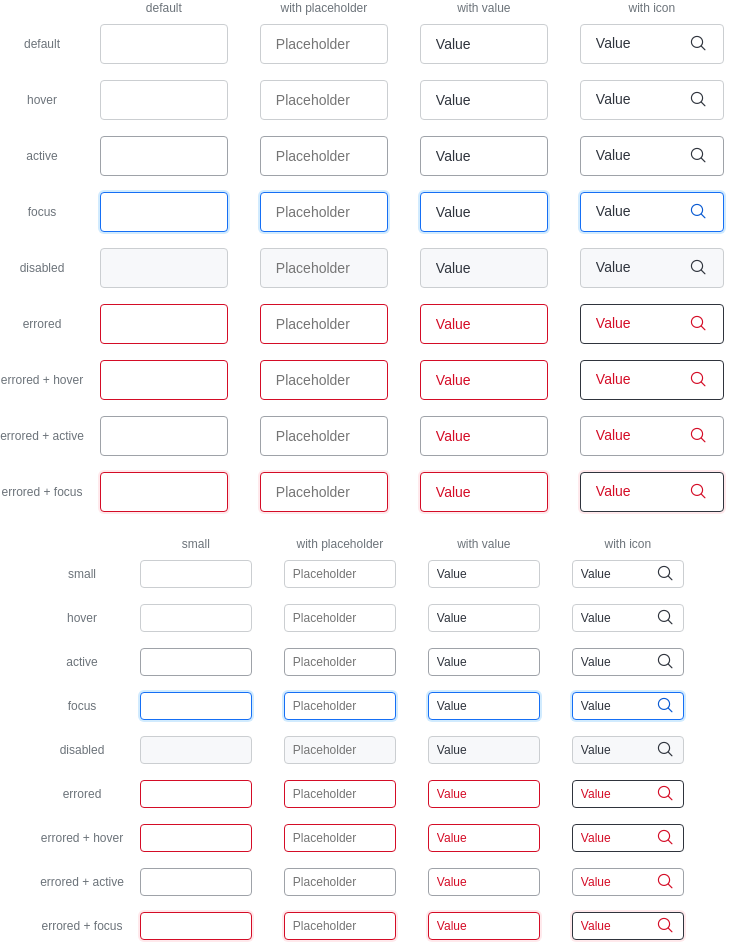 default with placeholder with value with icon
default Placeholder Value Value
hover Placeholder Value Value
active Placeholder Value Value
focus Placeholder Value Value
disabled Placeholder Value Value
errored Placeholder Value Value
errored + hover Placeholder Value Value
errored + active Placeholder Value Value
errored + focus Placeholder Value Value
small with placeholder with value with icon
small Placeholder Value Value
hover Placeholder Value Value
active Placeholder Value Value
focus Placeholder Value Value
disabled Placeholder Value Value
errored Placeholder Value Value
errored + hover Placeholder Value Value
errored + active Placeholder Value Value
errored + focus Placeholder Value Value